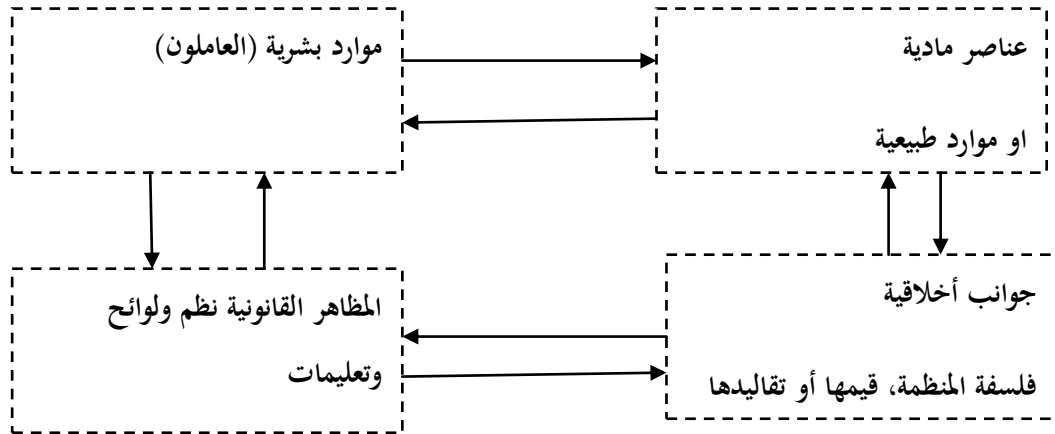 عناصر مادية
او موارد طبيعية
موارد بشرية (العاملون)
جوانب أخلاقية
فلسفة المنظمة، قيمها أو تقاليدها
المظاهر القانونية نظم ولوائح
وتعليمات